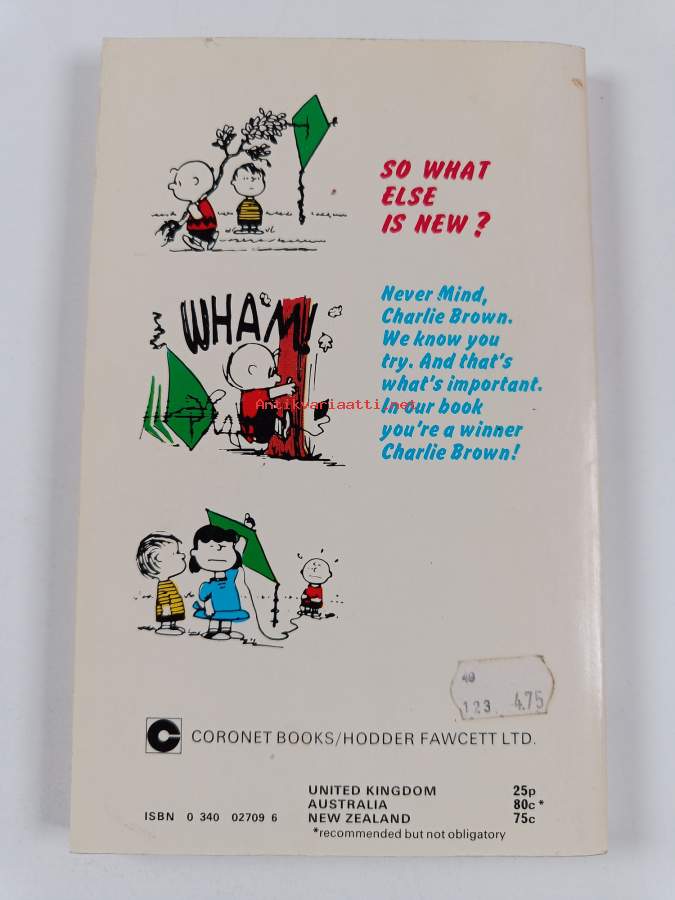 SO WHAT
ELSE
IS NEW?
WHAM!
Never Mind,
Charlie Brown.
We know you
try. And that's
what's important.
In our book
you're a winner
Charlie Brown!
Antikvariaatti.net
40
123 4.75
C CORONET BOOKS/HODDER FAWCETT LTD.
UNITED KINGDOM 25p
AUSTRALIA 80c*
ISBN 0 340 02709 6 NEW ZEALAND 75c
*recommended but not obligatory